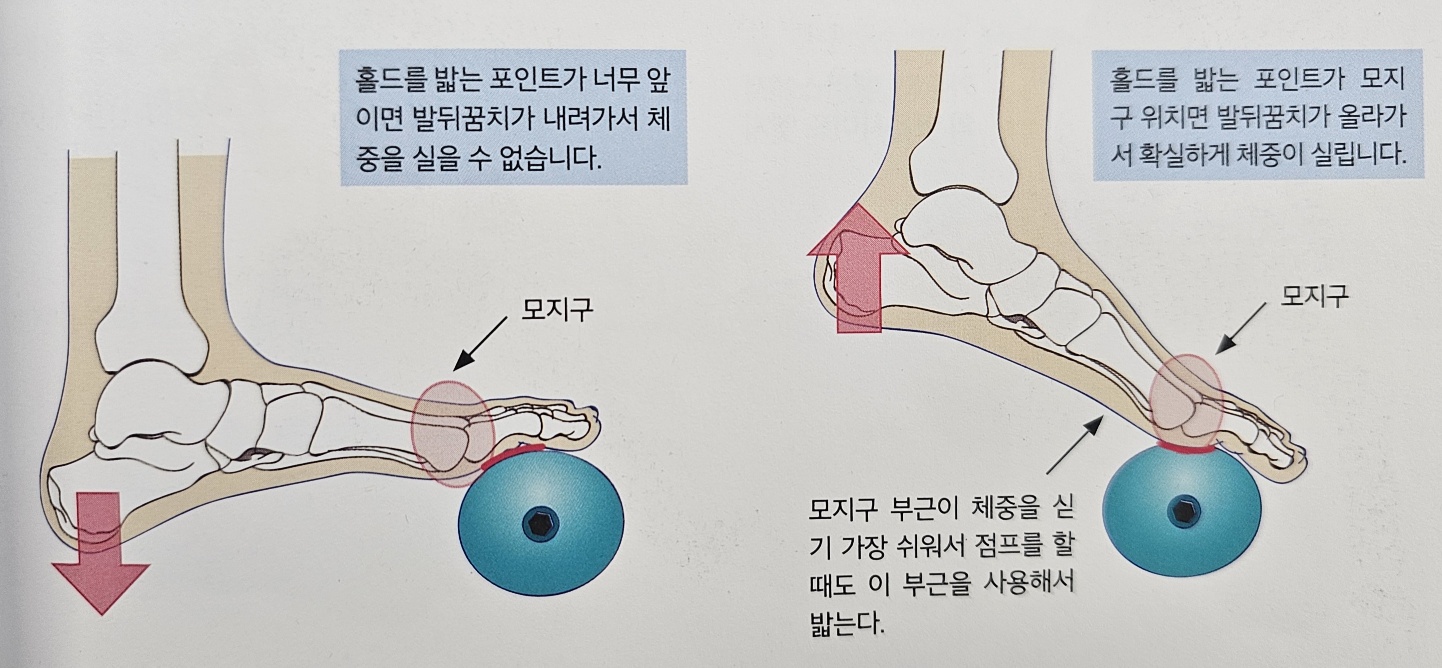 홀드를 밟는 포인트가 너무 앞
이면 발뒤꿈치가 내려가서 체
중을 실을 수 없습니다.
모지구
홀드를 밟는 포인트가 모지
구 위치면 발뒤꿈치가 올라가
서 확실하게 체중이 실립니다.
모지구
모지구 부근이 체중을 싣
기 가장 쉬워서 점프를 할
때도 이 부근을 사용해서
밟는다.